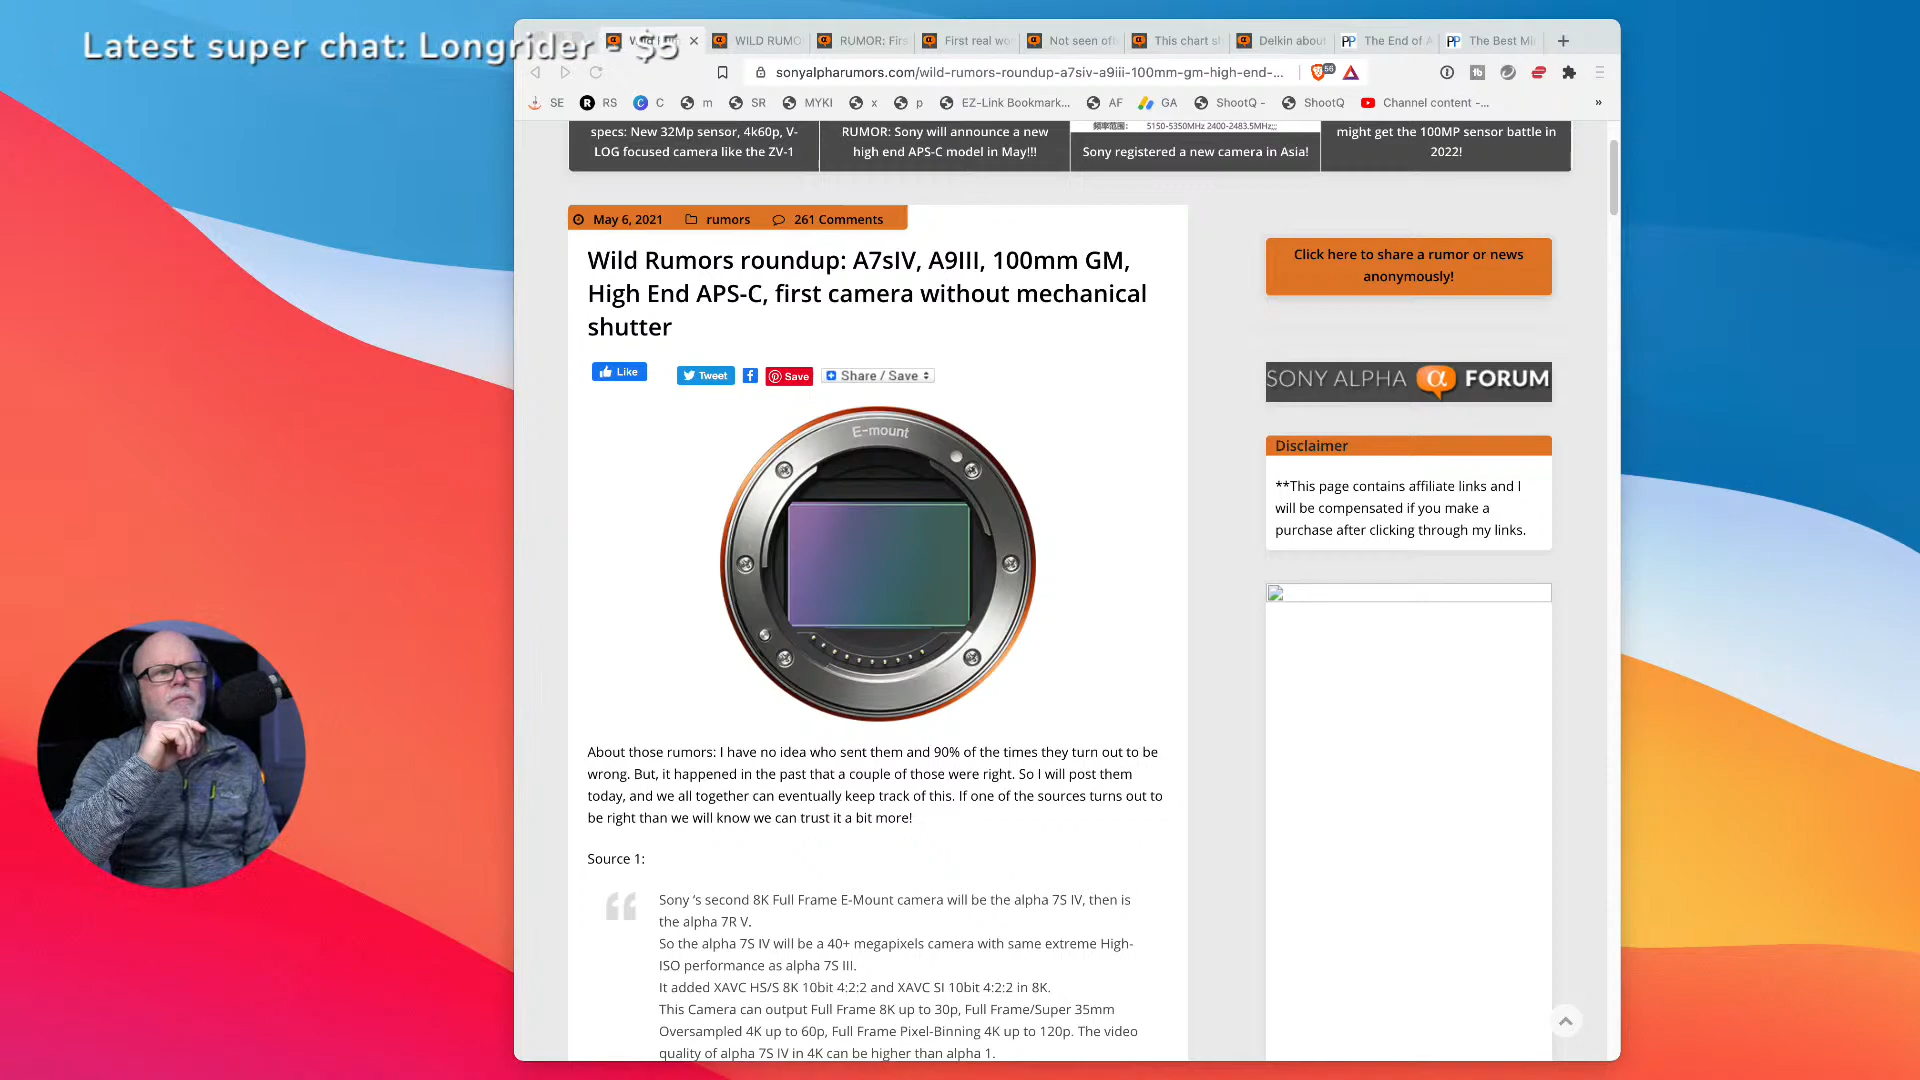 Latest super chat: Longrider - $5
WILD RUMO
RUMOR: Firs
First real wo
Not seen oft
This chart sh
Delkin about
The End of A
The Best Mi
sonyalpharumors.com/wild-rumors-roundup-a7siv-a9iii-100mm-gm-high-end-...
56
SE
RS
C
m
SR
MYKI
x
p
EZ-Link Bookmark...
AF
GA
ShootQ -
ShootQ
Channel content -...
»
specs: New 32Mp sensor, 4k60p, V-
LOG focused camera like the ZV-1
RUMOR: Sony will announce a new
high end APS-C model in May!!!
频率范围: 5150-5350MHz 2400-2483.5MHz;;;
Sony registered a new camera in Asia!
might get the 100MP sensor battle in
2022!
May 6, 2021 rumors 261 Comments
Wild Rumors roundup: A7sIV, A9III, 100mm GM,
High End APS-C, first camera without mechanical
shutter
Like
Tweet
Save
Share / Save
E-mount
About those rumors: I have no idea who sent them and 90% of the times they turn out to be
wrong. But, it happened in the past that a couple of those were right. So I will post them
today, and we all together can eventually keep track of this. If one of the sources turns out to
be right than we will know we can trust it a bit more!
Source 1:
Sony ‘s second 8K Full Frame E-Mount camera will be the alpha 7S IV, then is
the alpha 7R V.
So the alpha 7S IV will be a 40+ megapixels camera with same extreme High-
ISO performance as alpha 7S III.
It added XAVC HS/S 8K 10bit 4:2:2 and XAVC SI 10bit 4:2:2 in 8K.
This Camera can output Full Frame 8K up to 30p, Full Frame/Super 35mm
Oversampled 4K up to 60p, Full Frame Pixel-Binning 4K up to 120p. The video
quality of alpha 7S IV in 4K can be higher than alpha 1.
Click here to share a rumor or news
anonymously!
SONY ALPHA α FORUM
Disclaimer
**This page contains affiliate links and I
will be compensated if you make a
purchase after clicking through my links.